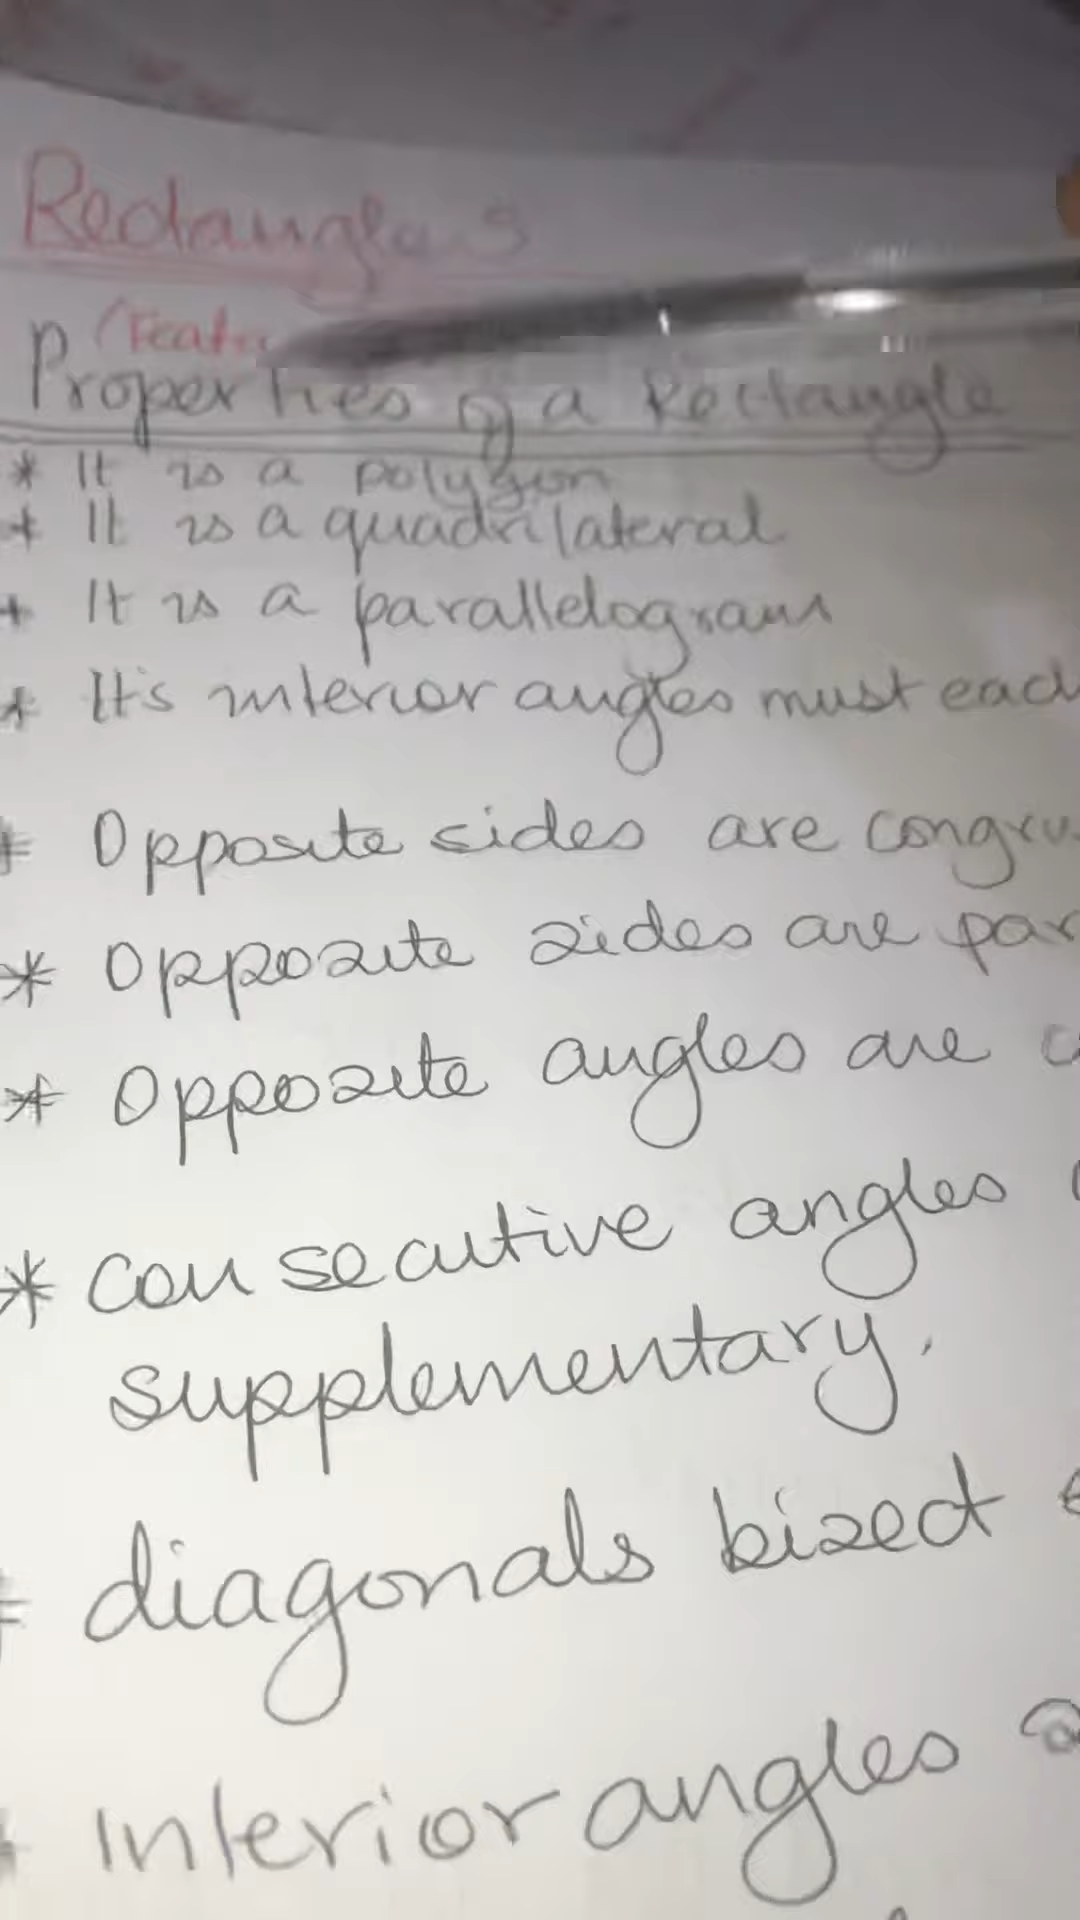 Rectangles
(Featu
Properties of a Rectangle
* It is a polygon
* It is a quadrilateral
* It is a parallelogram
* It's interior angles must each
* Opposite sides are congru
* Opposite sides are par
* Opposite angles are c
* consecutive angles
supplementary.
* diagonals bisect
* Interior angles